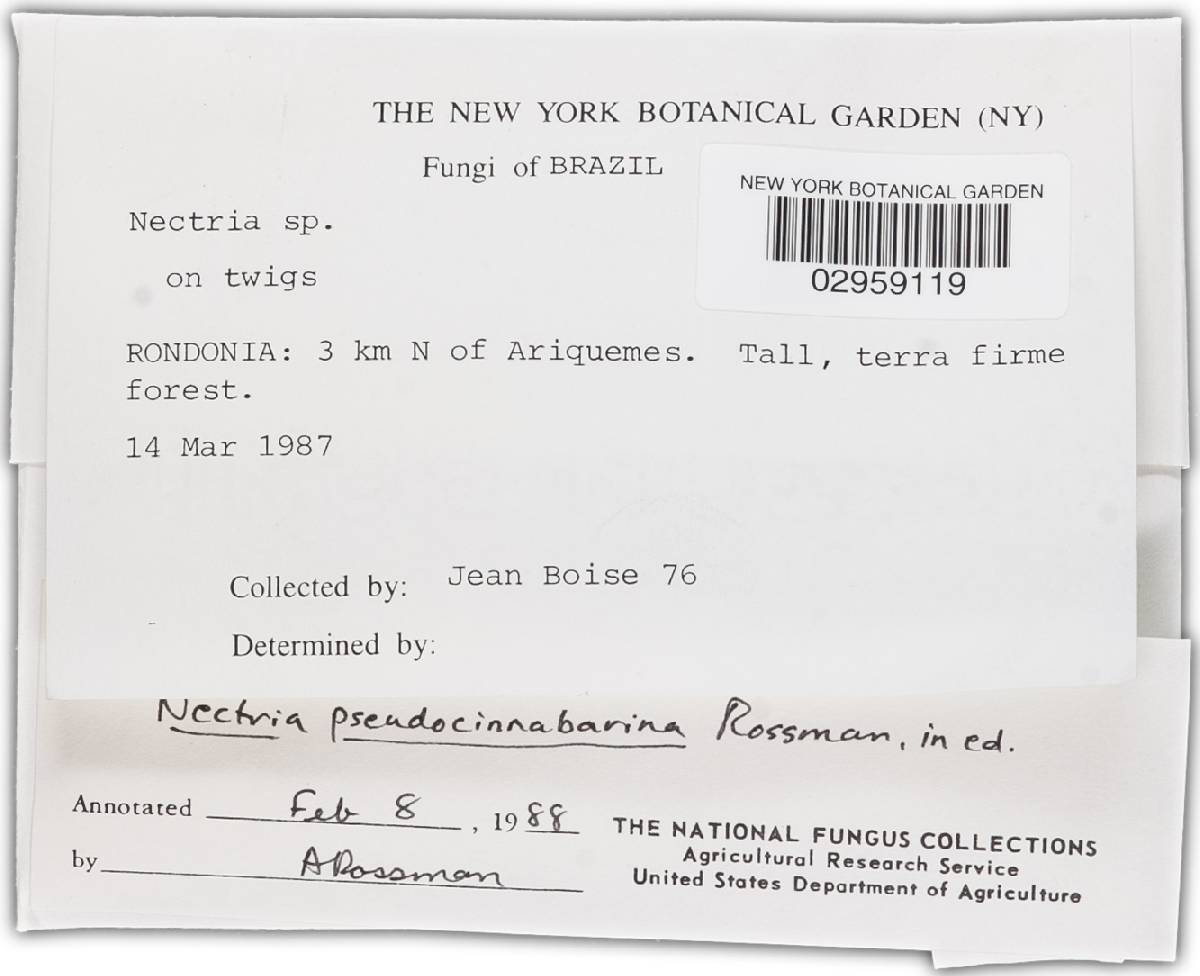 THE NEW YORK BOTANICAL GARDEN (NY)
Fungi of BRAZIL
NEW YORK BOTANICAL GARDEN
02959119
Nectria sp.
on twigs
RONDONIA: 3 km N of Ariquemes. Tall, terra firme
forest.
14 Mar 1987
Collected by: Jean Boise 76
Determined by:
Nectria pseudocinnabarina Rossman, in ed.
Annotated Feb 8, 1988
by ARossman
THE NATIONAL FUNGUS COLLECTIONS
Agricultural Research Service
United States Department of Agriculture